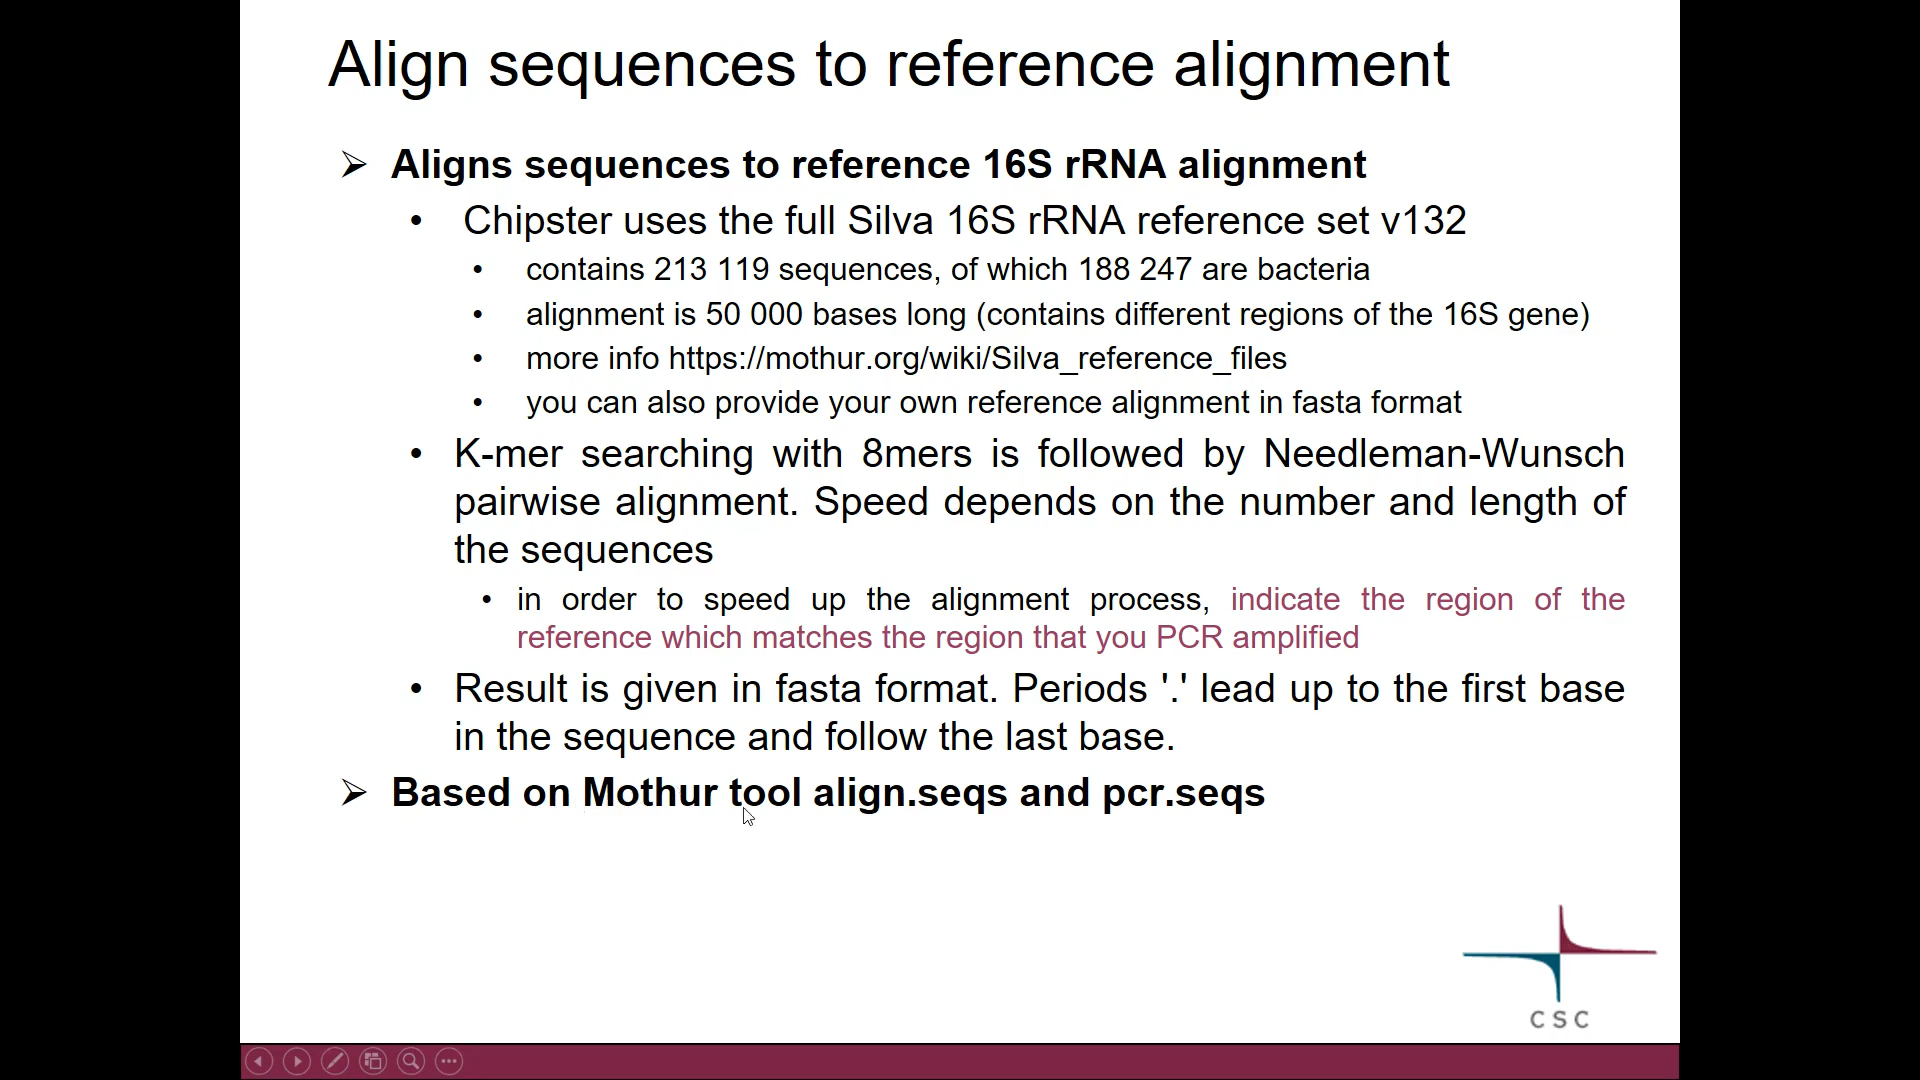 Align sequences to reference alignment
➢ Aligns sequences to reference 16S rRNA alignment
• Chipster uses the full Silva 16S rRNA reference set v132
• contains 213 119 sequences, of which 188 247 are bacteria
• alignment is 50 000 bases long (contains different regions of the 16S gene)
• more info https://mothur.org/wiki/Silva_reference_files
• you can also provide your own reference alignment in fasta format
• K-mer searching with 8mers is followed by Needleman-Wunsch
pairwise alignment. Speed depends on the number and length of
the sequences
• in order to speed up the alignment process, indicate the region of the
reference which matches the region that you PCR amplified
• Result is given in fasta format. Periods '.' lead up to the first base
in the sequence and follow the last base.
➢ Based on Mothur tool align.seqs and pcr.seqs
CSC